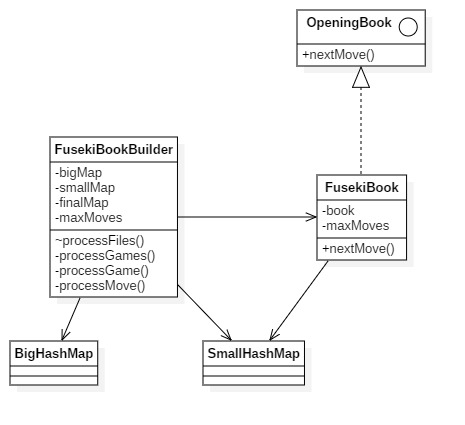 OpeningBook
+nextMove()
FusekiBookBuilder
-bigMap
-smallMap
-finalMap
-maxMoves
~processFiles()
-processGames()
-processGame()
-processMove()
FusekiBook
-book
-maxMoves
+nextMove()
BigHashMap
SmallHashMap